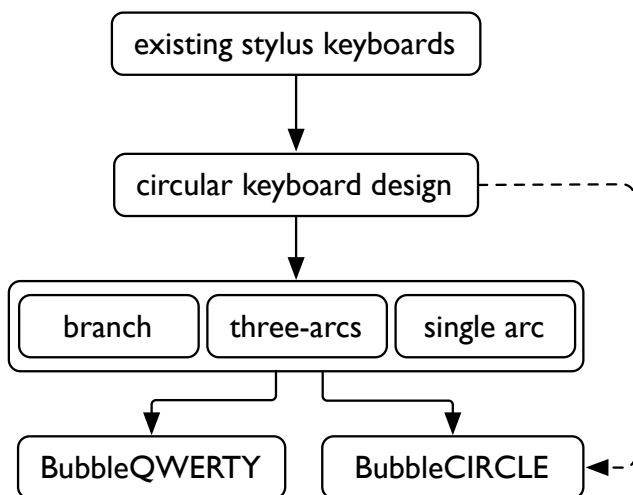 existing stylus keyboards
circular keyboard design
branch three-arcs single arc
BubbleQWERTY BubbleCIRCLE